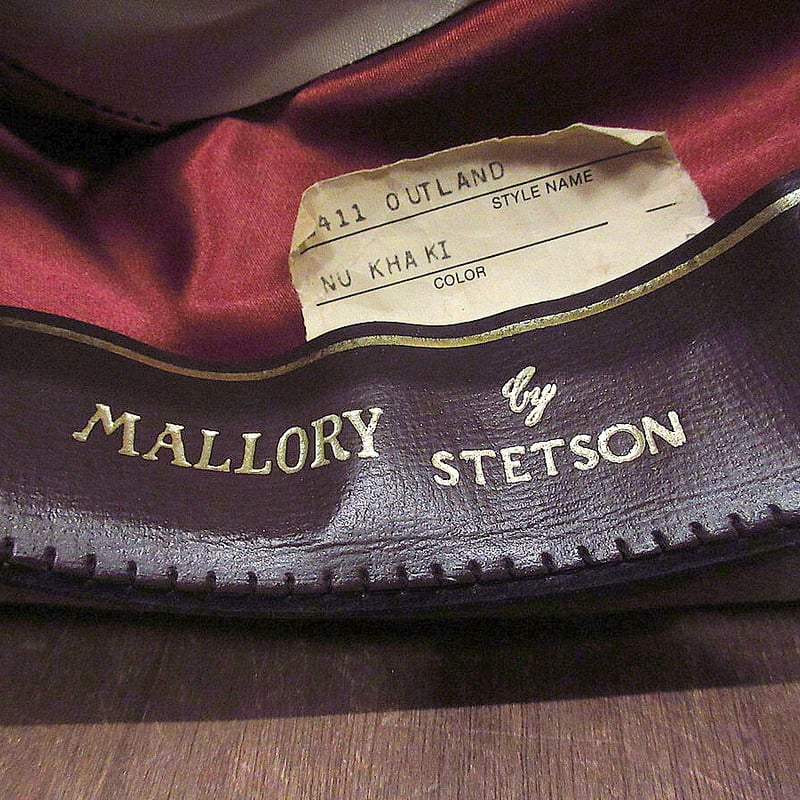 411 OUTLAND
STYLE NAME
NU KHAKI
COLOR
MALLORY by STETSON